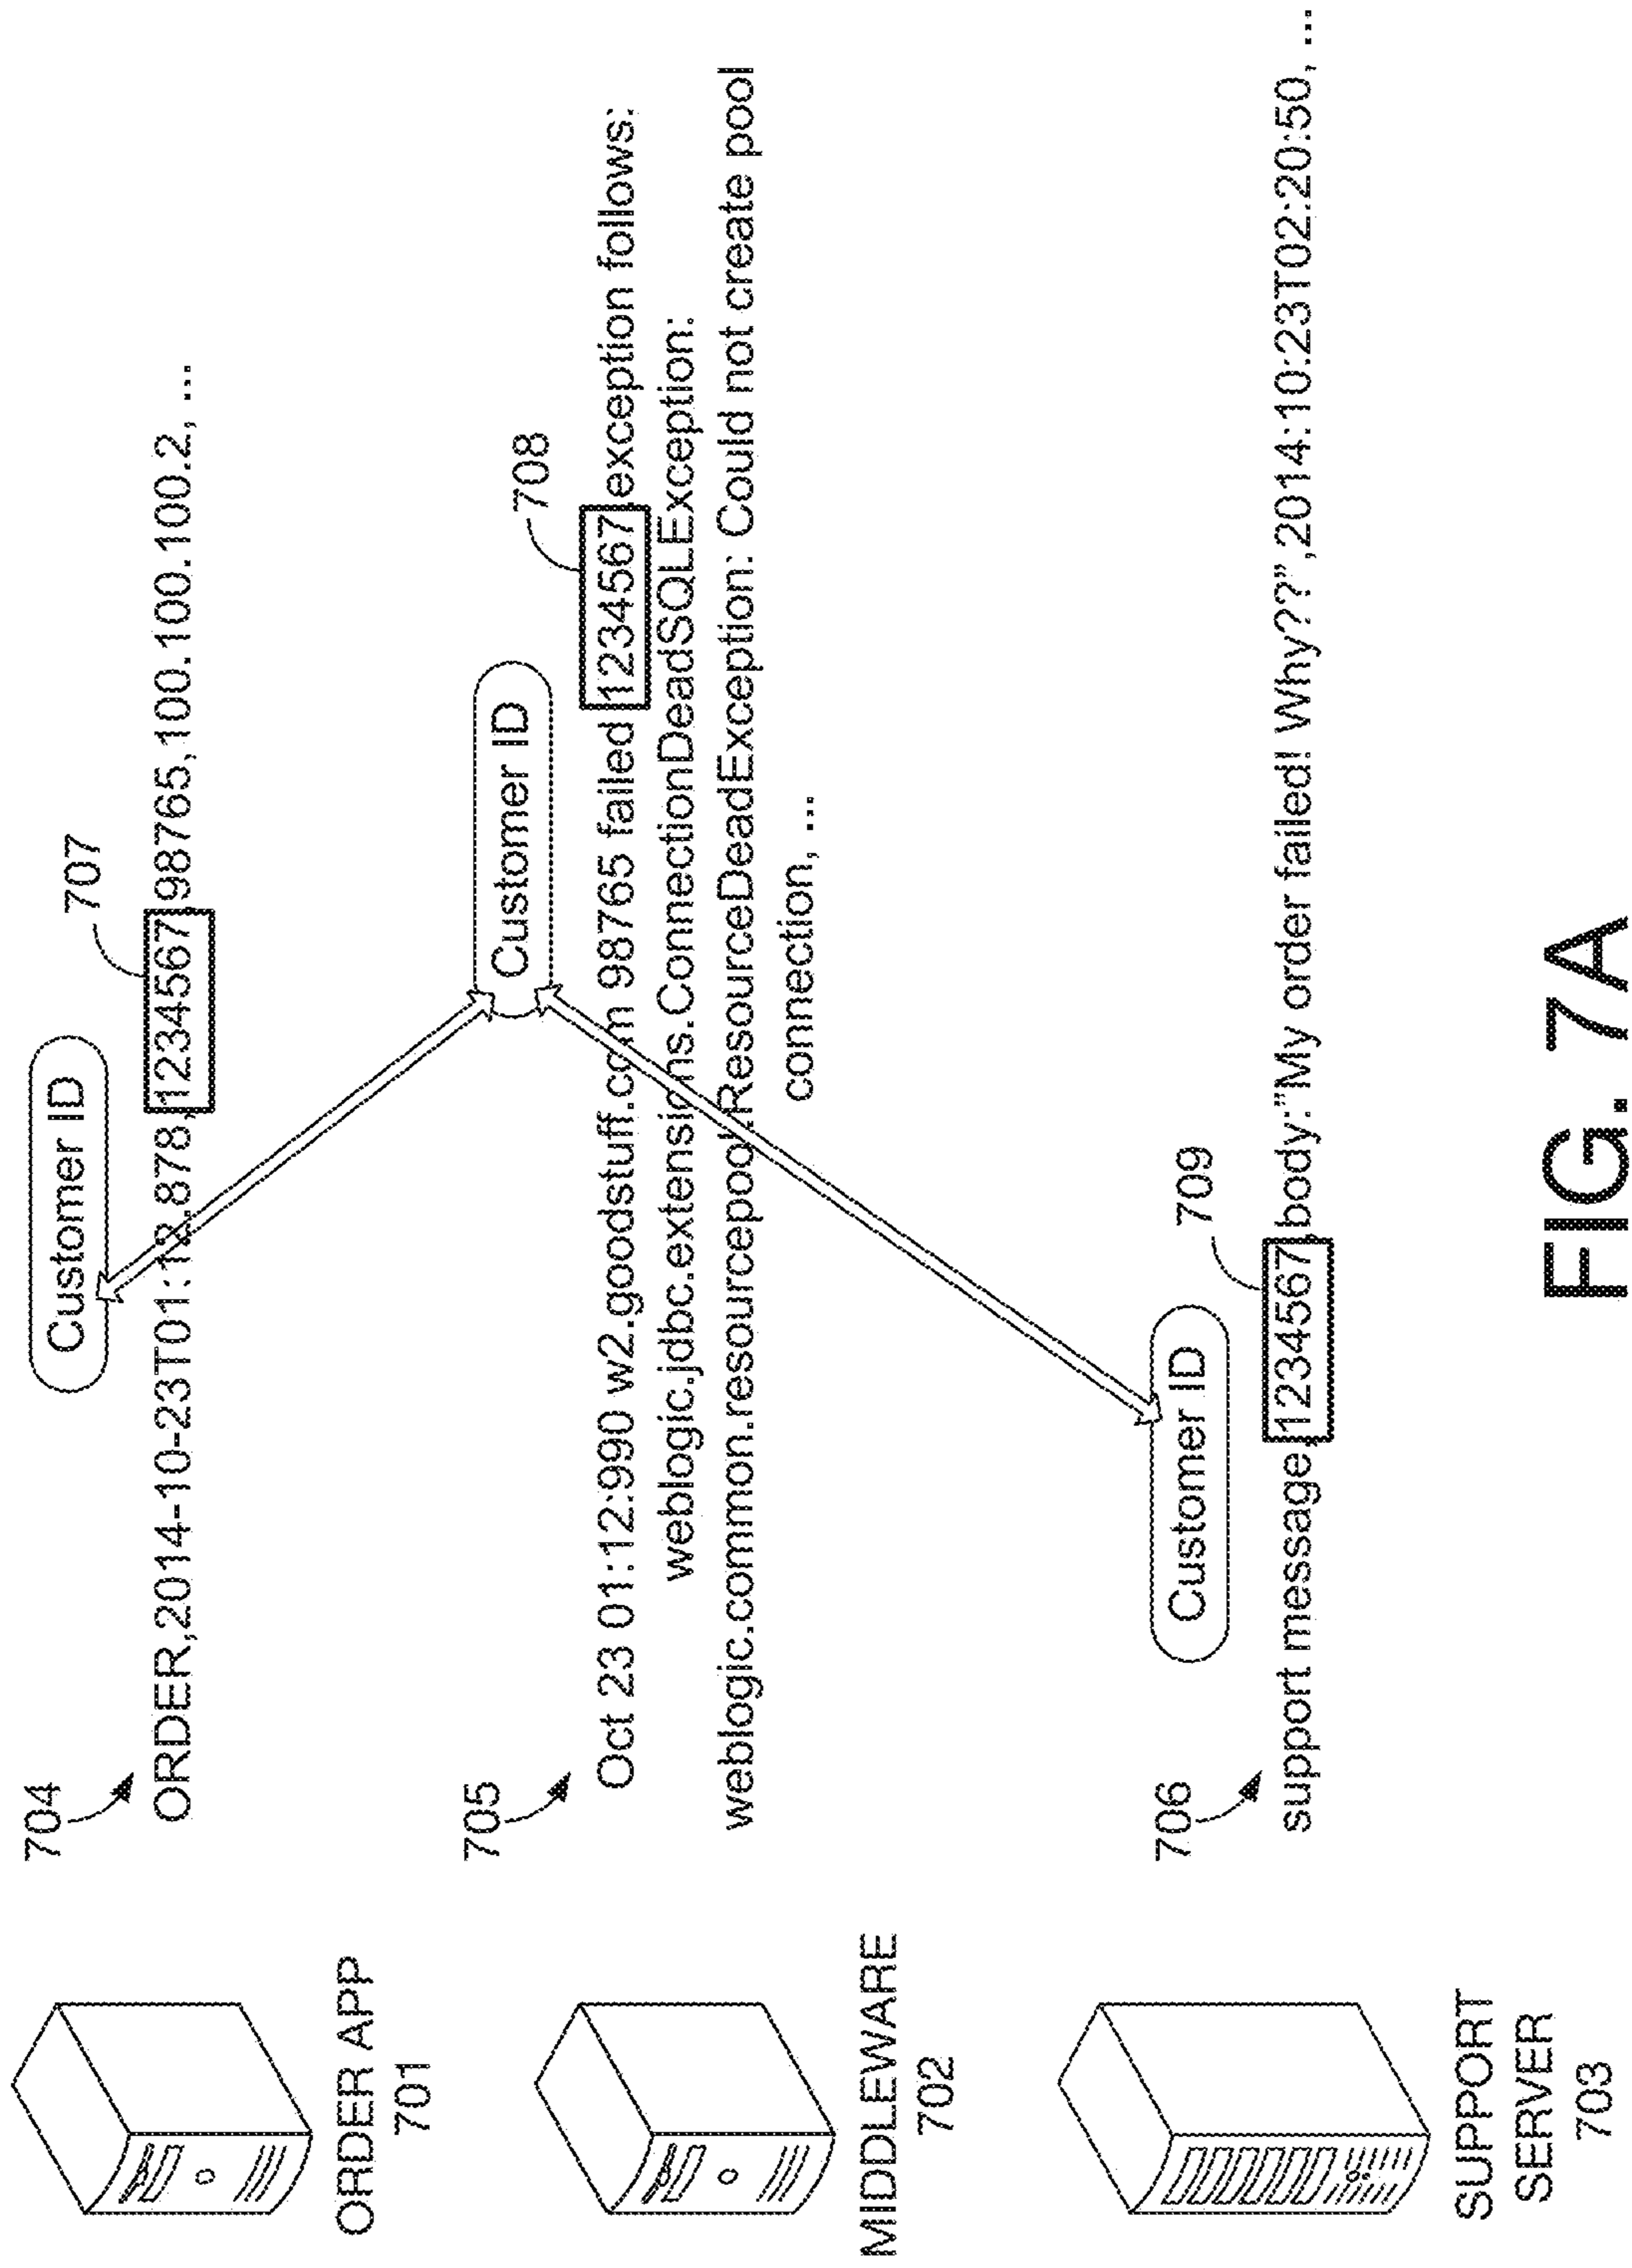 704
Customer ID
707
ORDER,2014-10-23T01:12.878,1234567,98765,100.100.100.2, ...
ORDER APP
701
705
Customer ID
708
Oct 23 01:12:990 w2.goodstuff.com 98765 failed 1234567 exception follows:
weblogic.jdbc.extensions.ConnectionDeadSQLException:
weblogic.common.resourcepool.ResourceDeadException: Could not create pool
connection, ...
MIDDLEWARE
702
706
Customer ID
709
support message,1234567,body:"My order failed! Why??",2014:10:23T02:20:50, ...
SUPPORT
SERVER
703
FIG. 7A